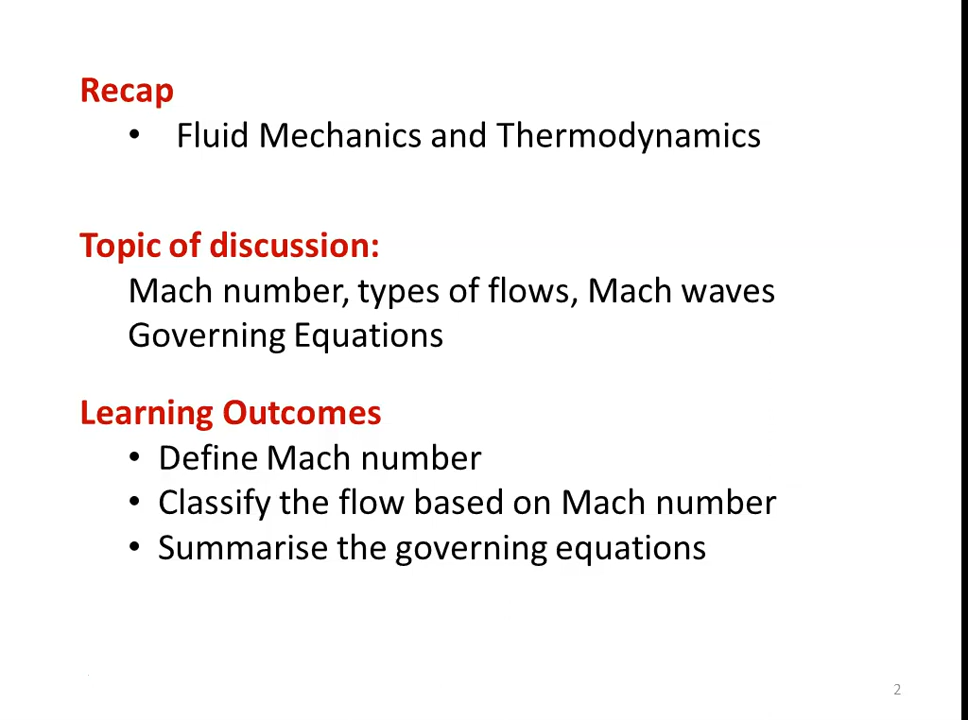 Recap
• Fluid Mechanics and Thermodynamics
Topic of discussion:
Mach number, types of flows, Mach waves
Governing Equations
Learning Outcomes
• Define Mach number
• Classify the flow based on Mach number
• Summarise the governing equations
2